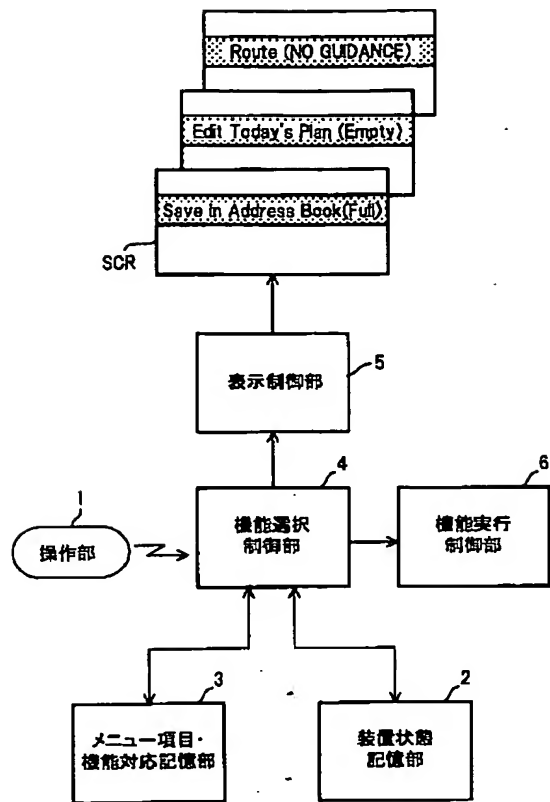 Route (NO GUIDANCE)
Edit Today's Plan (Empty)
Save in Address Book(Full)
SCR
表示制御部
5
4
機能選択
制御部
6
機能実行
制御部
1
操作部
3
メニュー項目・
機能対応記憶部
2
装置状態
記憶部